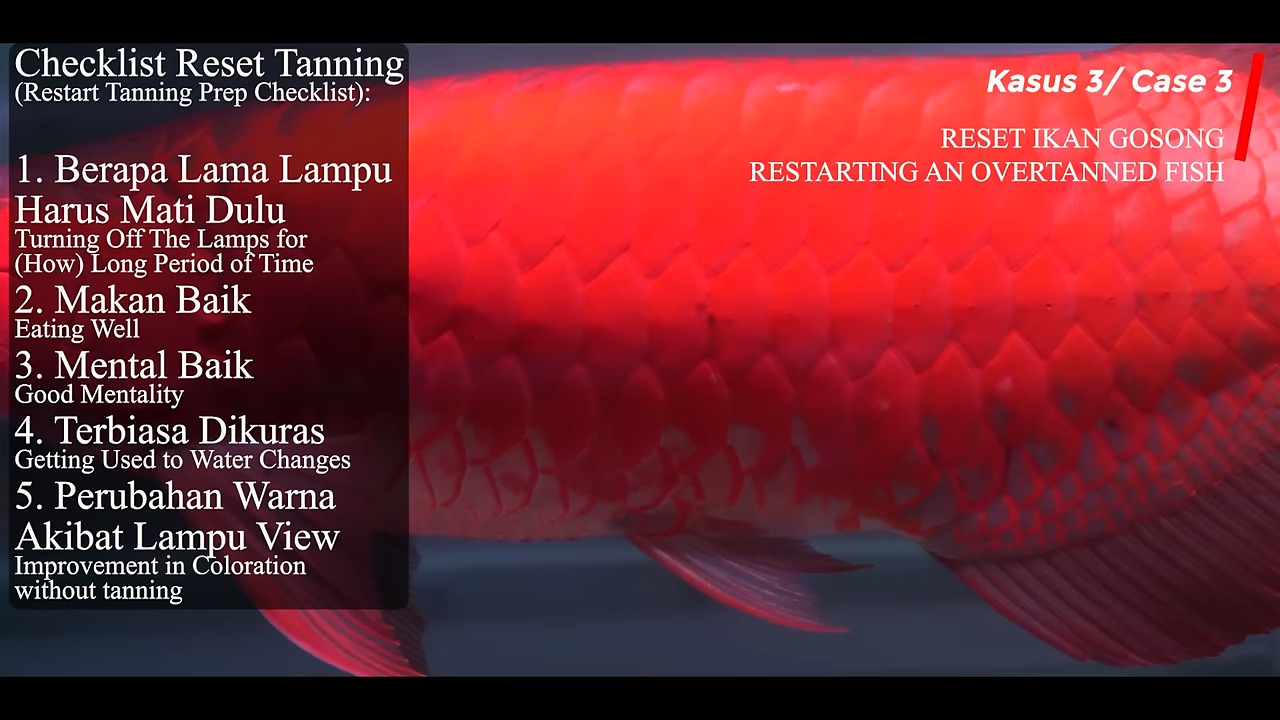 Checklist Reset Tanning
(Restart Tanning Prep Checklist):
1. Berapa Lama Lampu
Harus Mati Dulu
Turning Off The Lamps for
(How) Long Period of Time
2. Makan Baik
Eating Well
3. Mental Baik
Good Mentality
4. Terbiasa Dikuras
Getting Used to Water Changes
5. Perubahan Warna
Akibat Lampu View
Improvement in Coloration
without tanning
Kasus 3/ Case 3
RESET IKAN GOSONG
RESTARTING AN OVERTANNED FISH